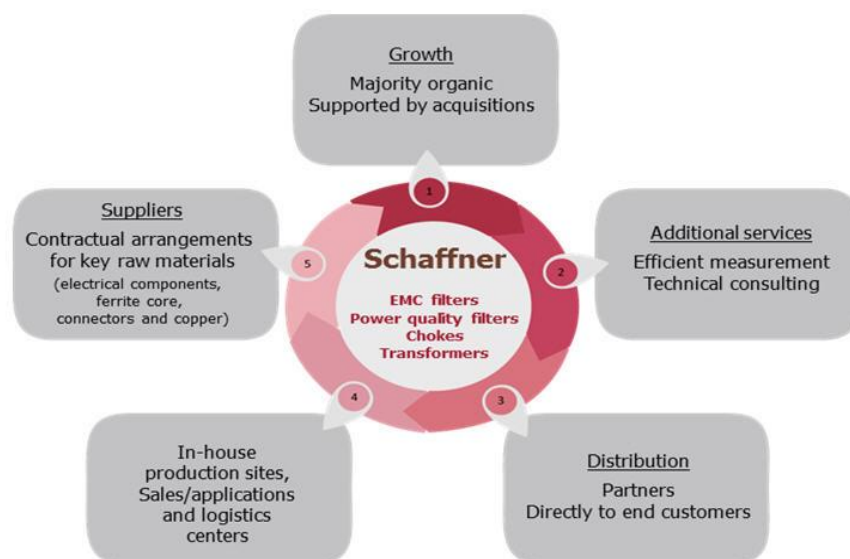 Growth
Majority organic
Supported by acquisitions
1
Additional services
Efficient measurement
Technical consulting
2
Distribution
Partners
Directly to end customers
3
In-house
production sites,
Sales/applications
and logistics
centers
4
Suppliers
Contractual arrangements
for key raw materials
(electrical components,
ferrite core,
connectors and copper)
5
Schaffner
EMC filters
Power quality filters
Chokes
Transformers